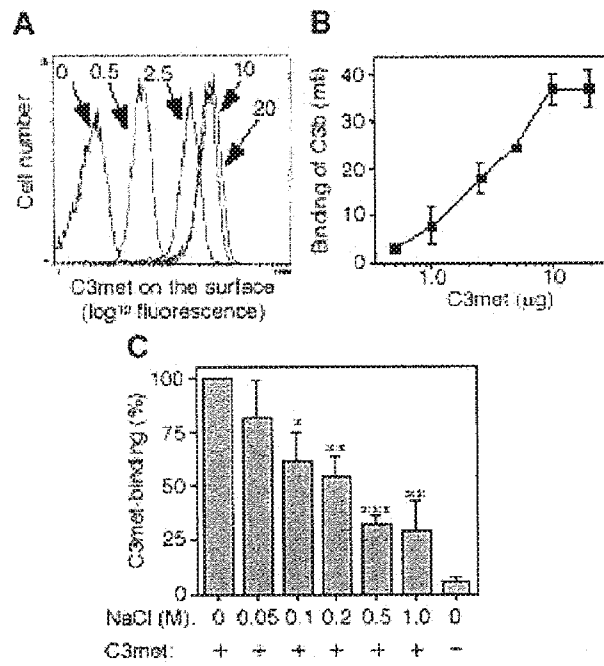 A
0 0.5 2.5 10
20
Cell number
C3met on the surface
(log¹⁰ fluorescence)
B
Binding of C3b (mfi)
40
30
20
10
0
1.0 10
C3met (µg)
C
C3met-binding (%)
100
75
50
25
0
* ** *** **
NaCl (M): 0 0.05 0.1 0.2 0.5 1.0 0
C3met: + + + + + + −